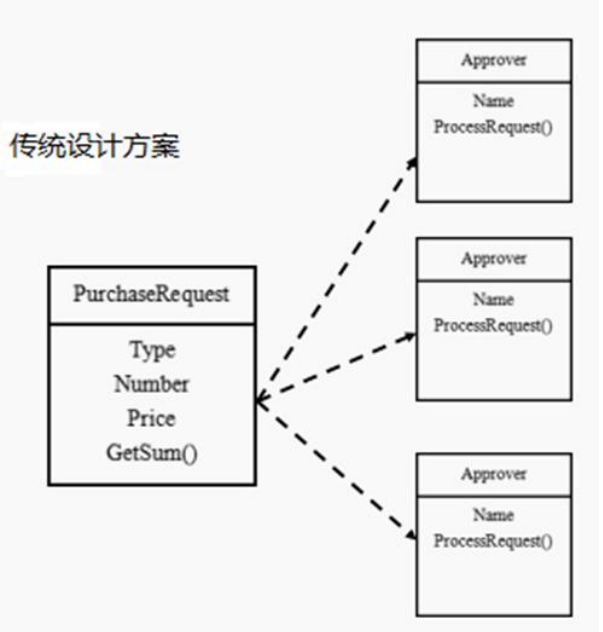 传统设计方案
PurchaseRequest
Type
Number
Price
GetSum()
Approver
Name
ProcessRequest()
Approver
Name
ProcessRequest()
Approver
Name
ProcessRequest()